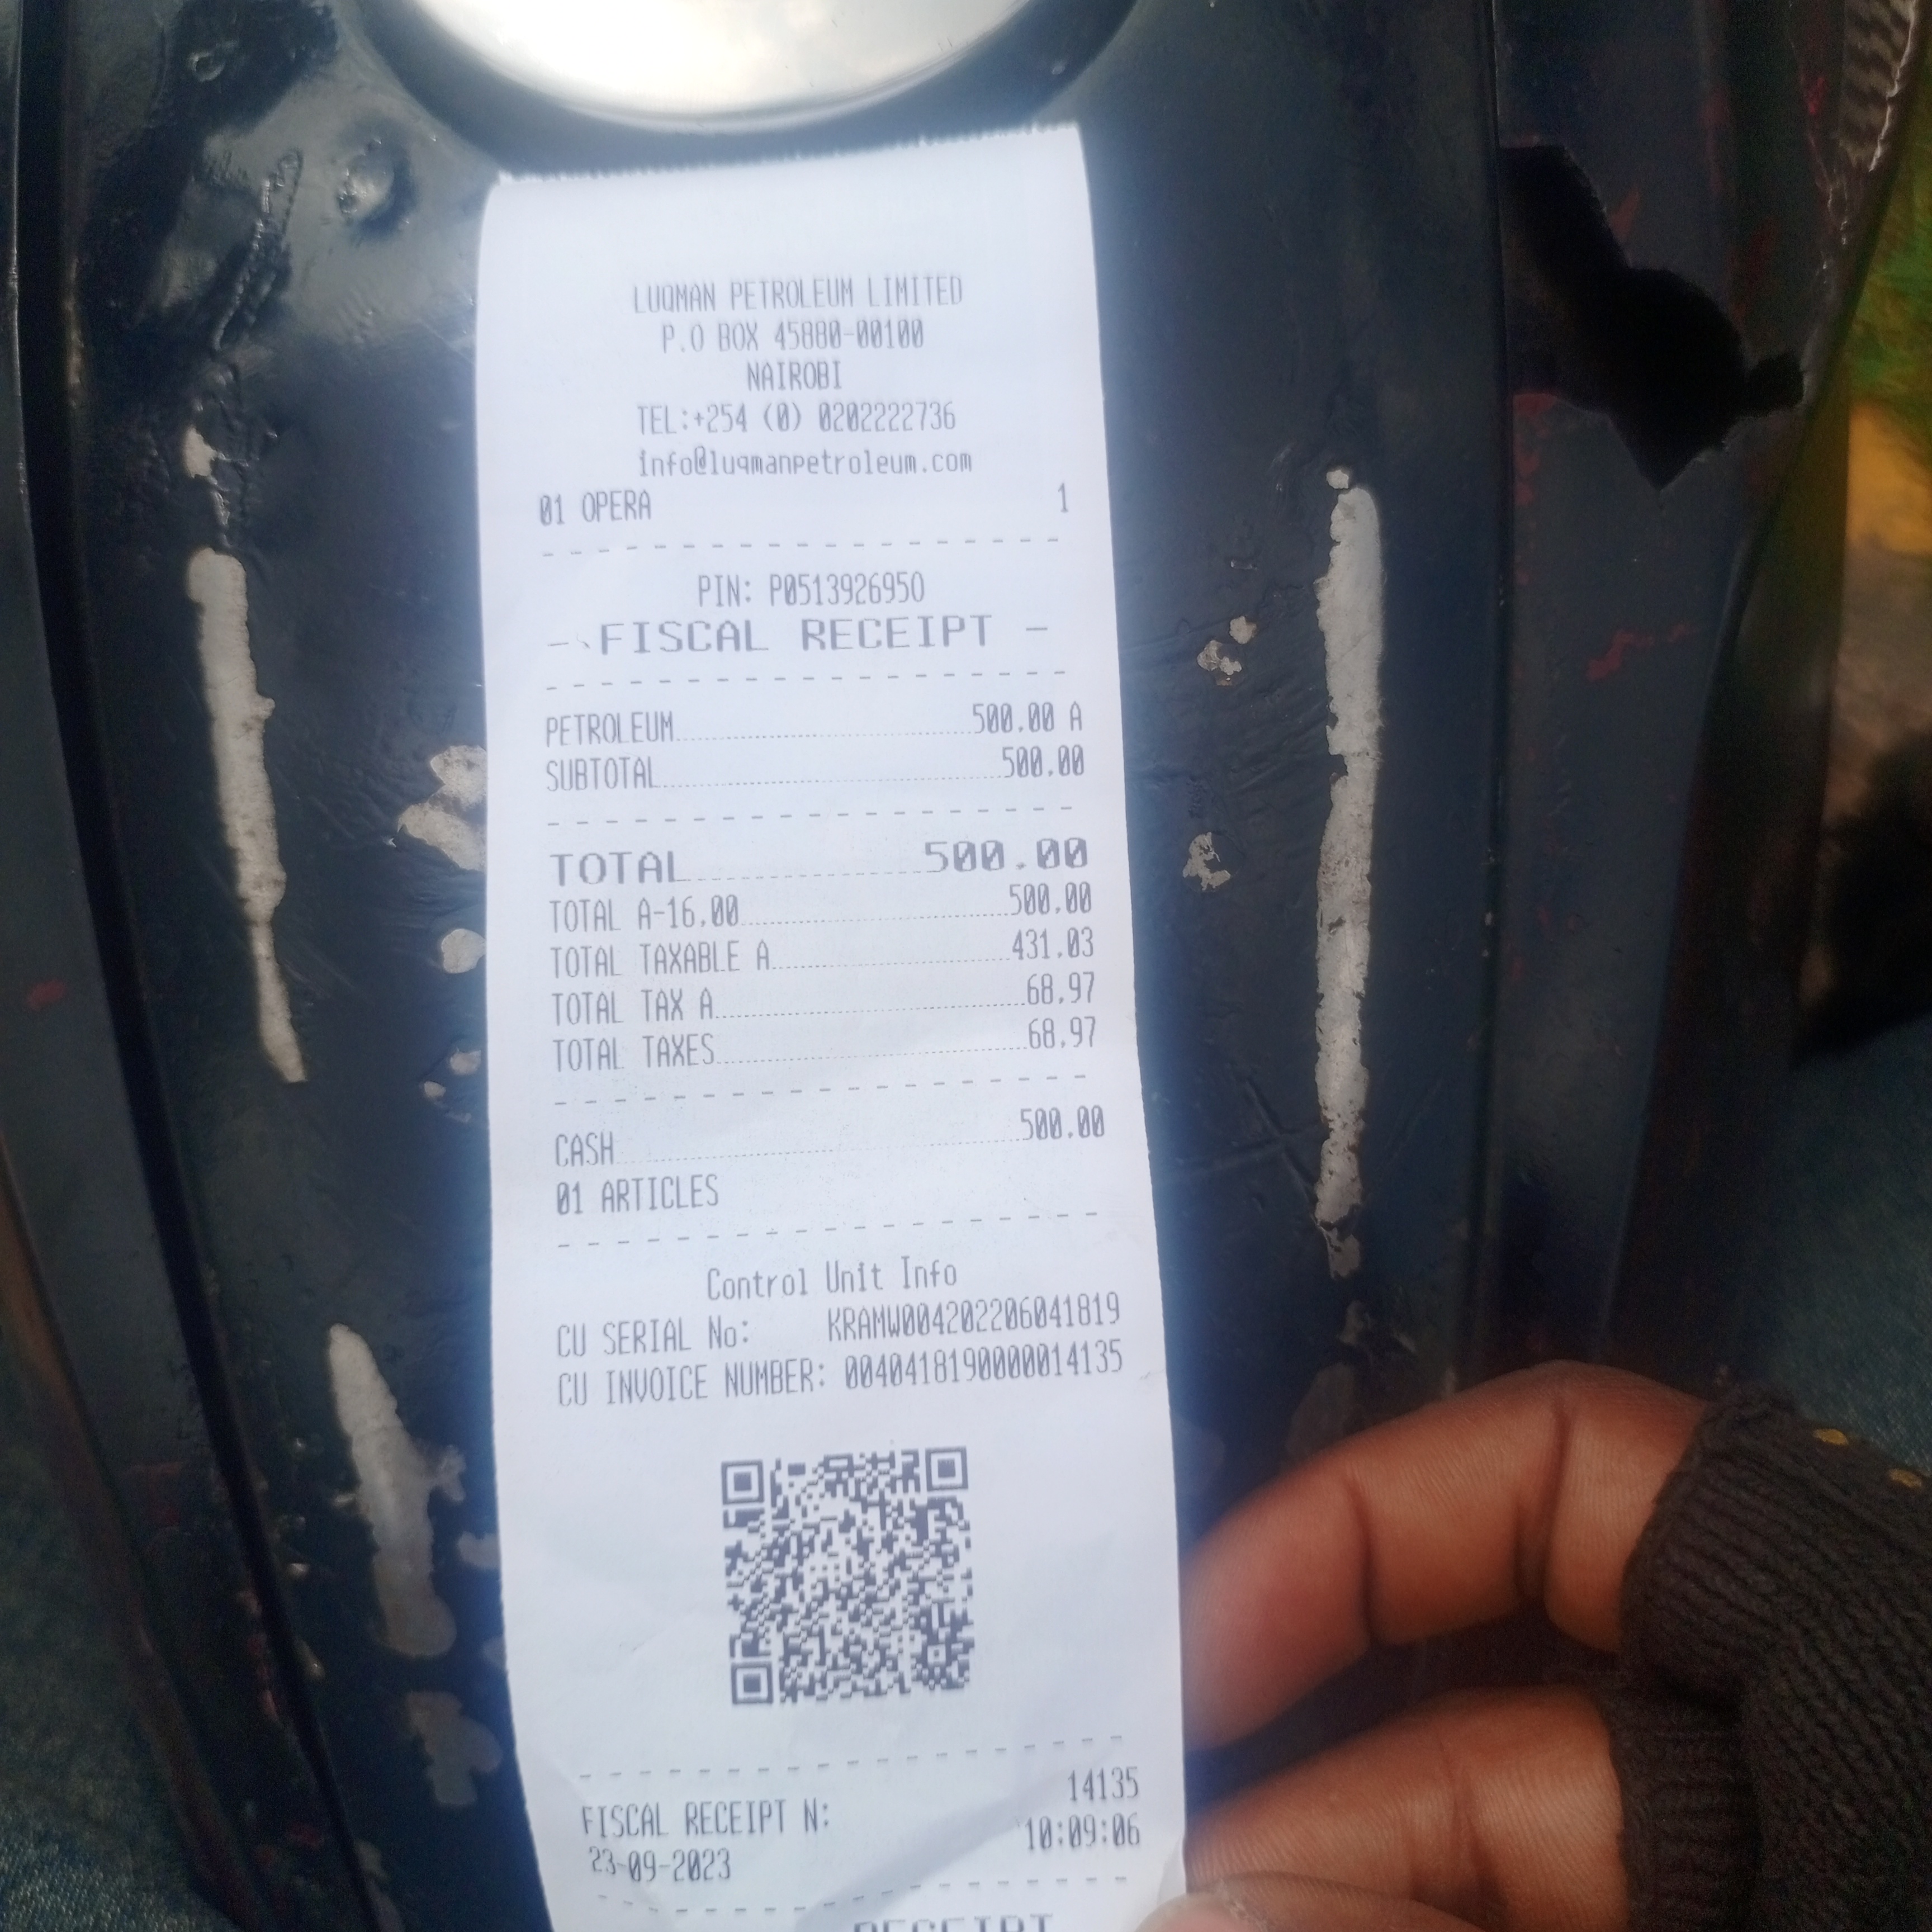 LUQMAN PETROLEUM LIMITED
P.O BOX 45880-00100
NAIROBI
TEL:+254 (0) 0202222736
info@luqmanpetroleum.com
01 OPERA 1
PIN: P051392695O
- FISCAL RECEIPT -
PETROLEUM 500.00 A
SUBTOTAL 500.00
TOTAL 500.00
TOTAL A-16.00 500.00
TOTAL TAXABLE A 431.03
TOTAL TAX A 68.97
TOTAL TAXES 68.97
CASH 500.00
01 ARTICLES
Control Unit Info
CU SERIAL No: KRAMW004202206041819
CU INVOICE NUMBER: 0040418190000014135
FISCAL RECEIPT N: 14135
23-09-2023 10:09:06
RECEIPT